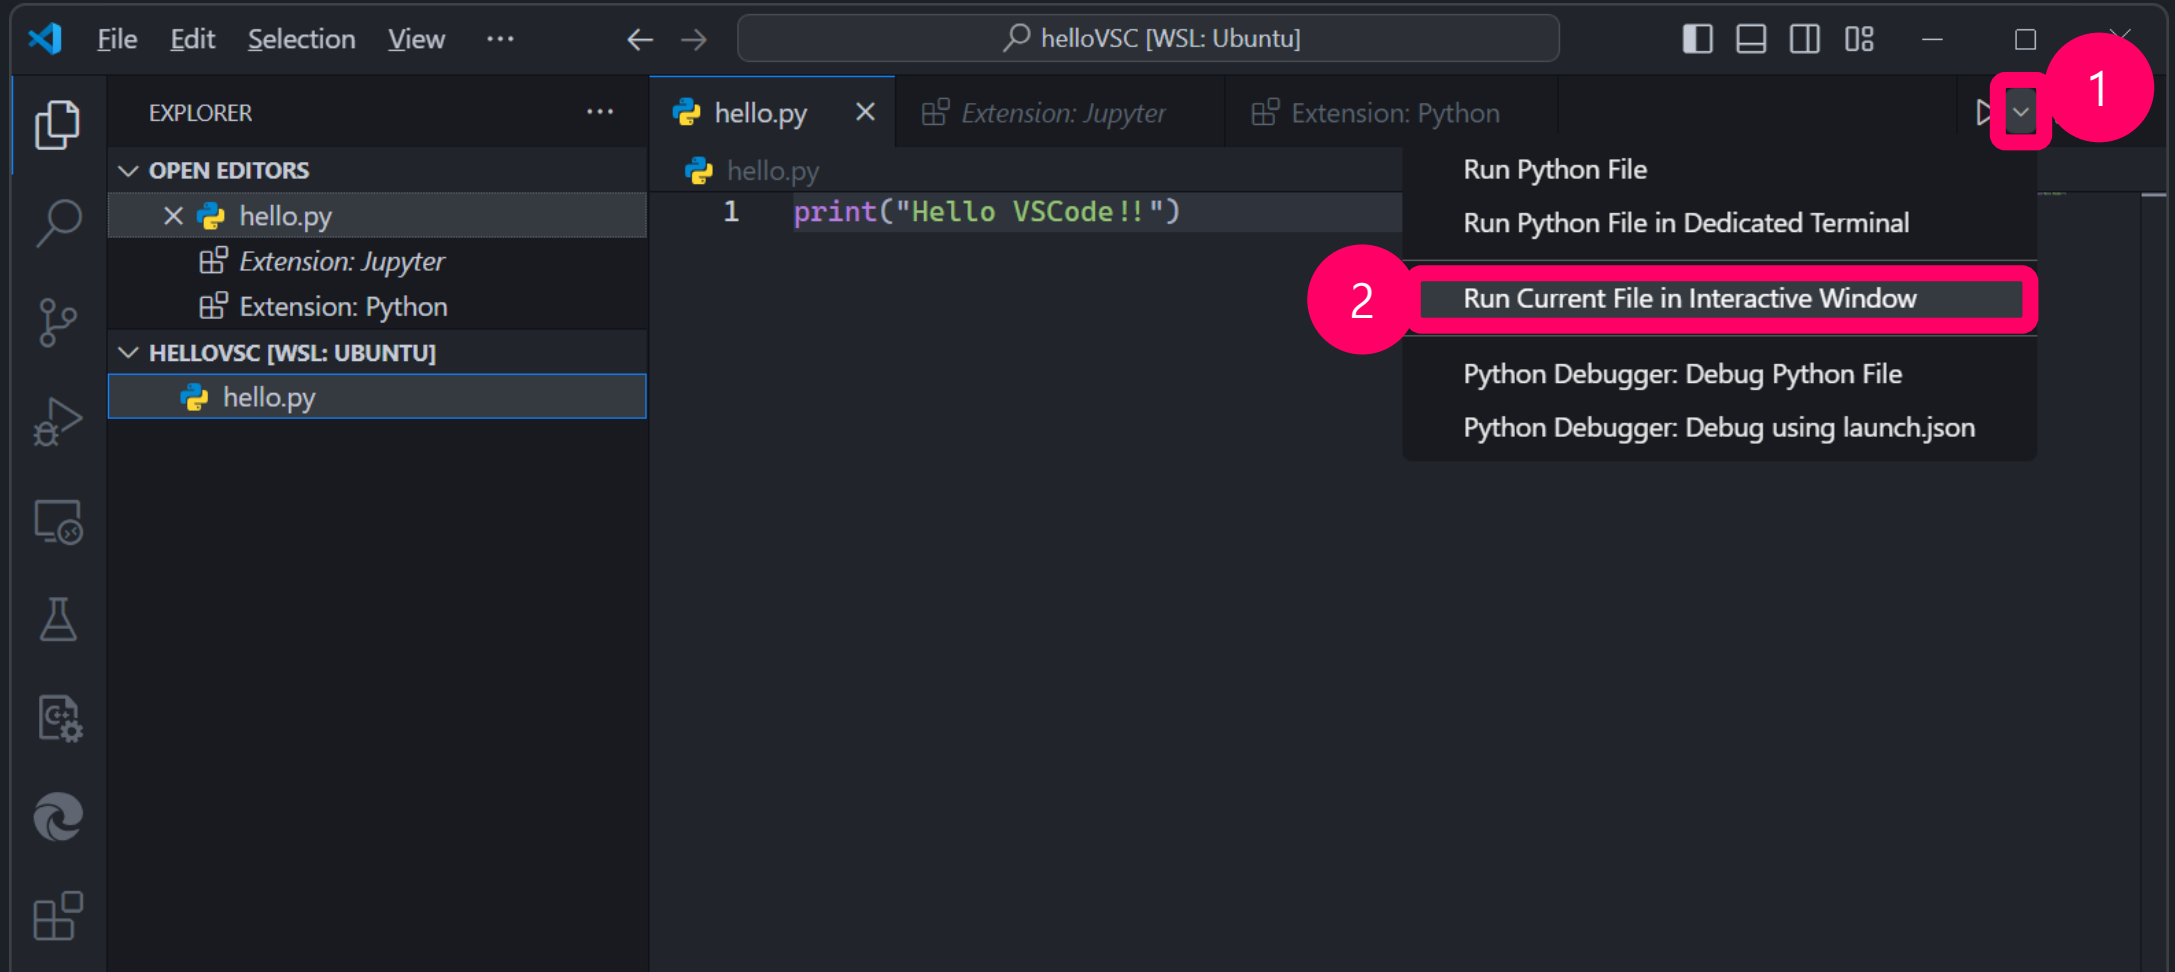 File Edit Selection View ···
helloVSC [WSL: Ubuntu]
1
EXPLORER ···
OPEN EDITORS
hello.py
Extension: Jupyter
Extension: Python
HELLOVSC [WSL: UBUNTU]
hello.py
hello.py
Extension: Jupyter
Extension: Python
hello.py
1 print("Hello VSCode!!")
Run Python File
Run Python File in Dedicated Terminal
2
Run Current File in Interactive Window
Python Debugger: Debug Python File
Python Debugger: Debug using launch.json